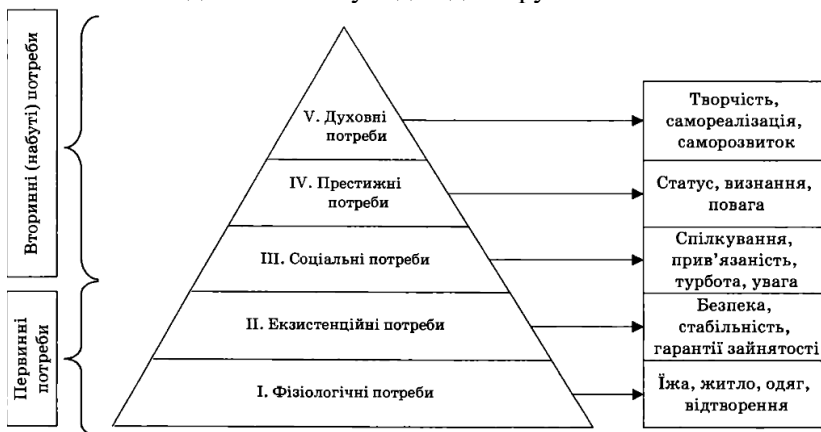 Вторинні (набуті) потреби
Первинні
потреби
V. Духовні
потреби
IV. Престижні
потреби
III. Соціальні потреби
II. Екзистенційні потреби
I. Фізіологічні потреби
Творчість,
самореалізація,
саморозвиток
Статус, визнання,
повага
Спілкування,
прив’язаність,
турбота, увага
Безпека,
стабільність,
гарантії зайнятості
Їжа, житло, одяг,
відтворення